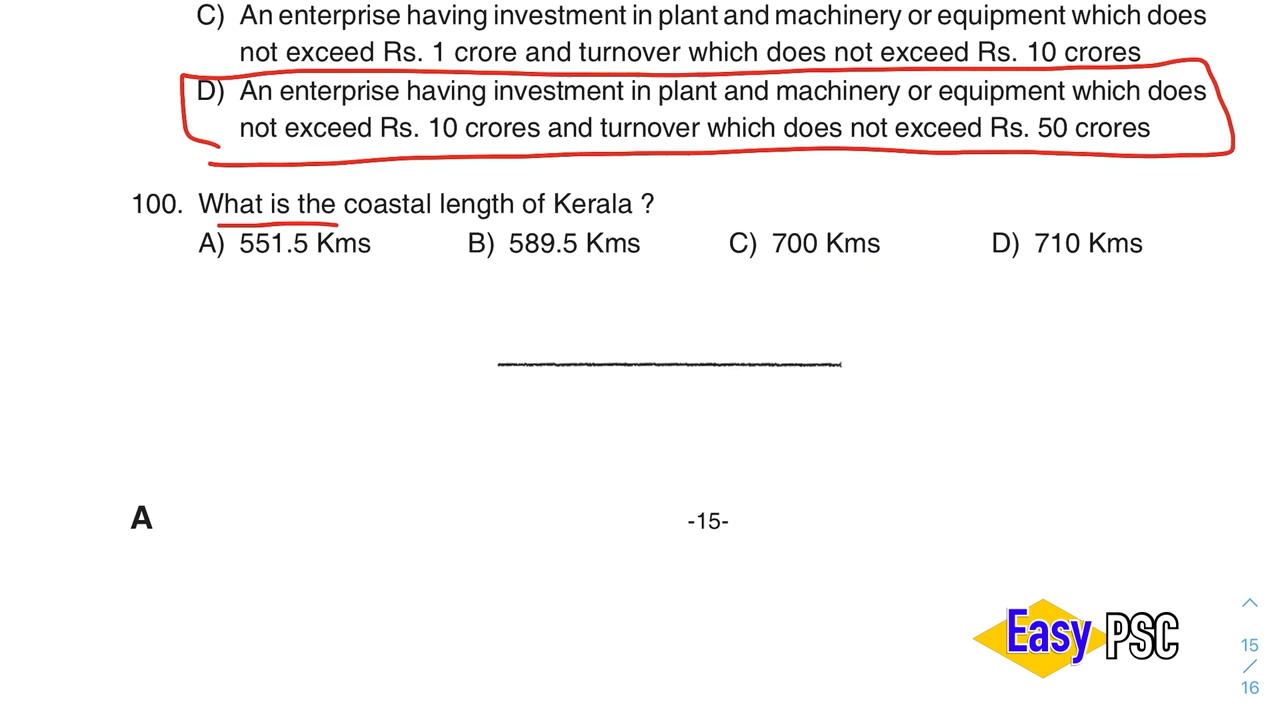 C) An enterprise having investment in plant and machinery or equipment which does
not exceed Rs. 1 crore and turnover which does not exceed Rs. 10 crores
D) An enterprise having investment in plant and machinery or equipment which does
not exceed Rs. 10 crores and turnover which does not exceed Rs. 50 crores
100. What is the coastal length of Kerala ?
A) 551.5 Kms B) 589.5 Kms C) 700 Kms D) 710 Kms
A -15-
Easy PSC
15
/
16